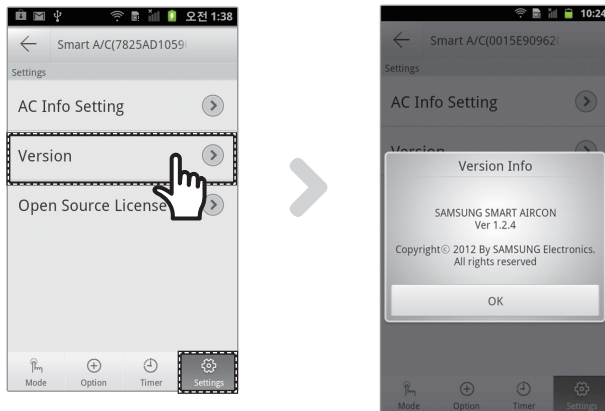 오전 1:38
Smart A/C(7825AD1059
Settings
AC Info Setting
Version
Open Source License
Mode
Option
Timer
Settings
10:24
Smart A/C(0015E90962
Settings
AC Info Setting
Version
Version Info
SAMSUNG SMART AIRCON
Ver 1.2.4
Copyright© 2012 By SAMSUNG Electronics.
All rights reserved
OK
Mode
Option
Timer
Settings